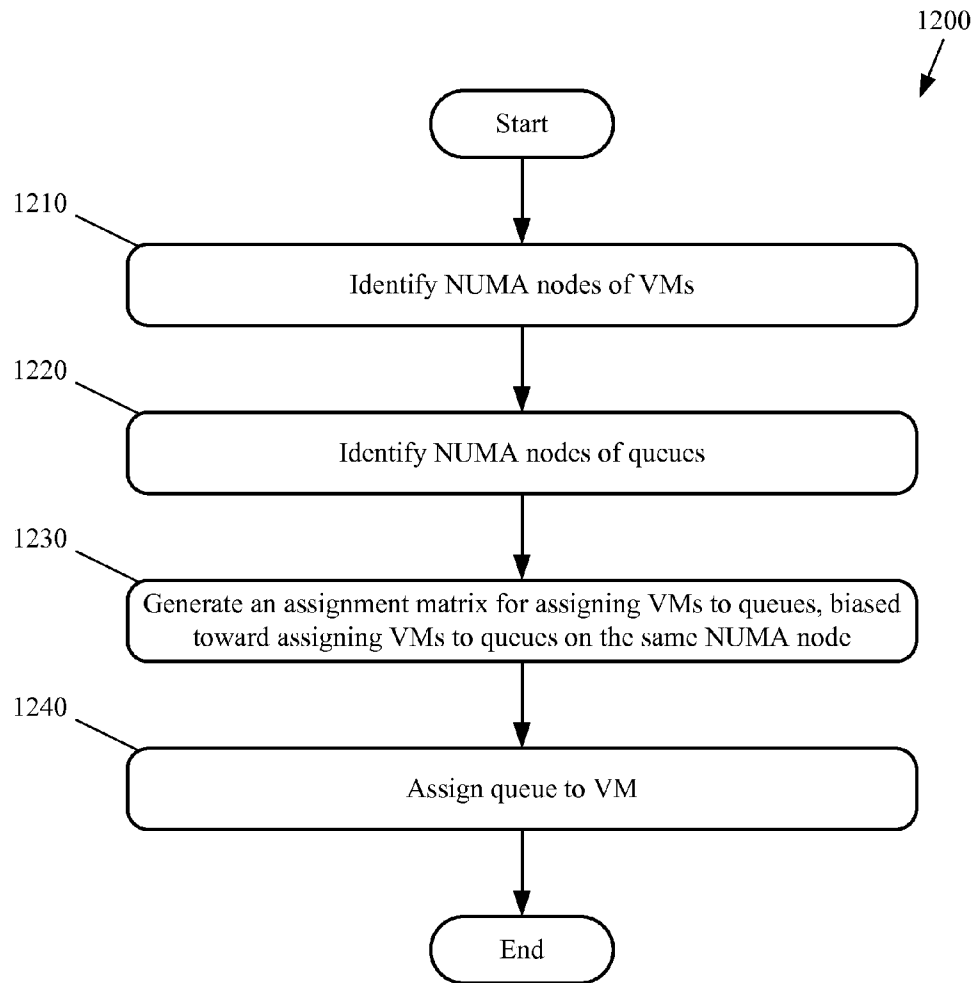 1200
Start
1210
Identify NUMA nodes of VMs
1220
Identify NUMA nodes of queues
1230
Generate an assignment matrix for assigning VMs to queues, biased
toward assigning VMs to queues on the same NUMA node
1240
Assign queue to VM
End